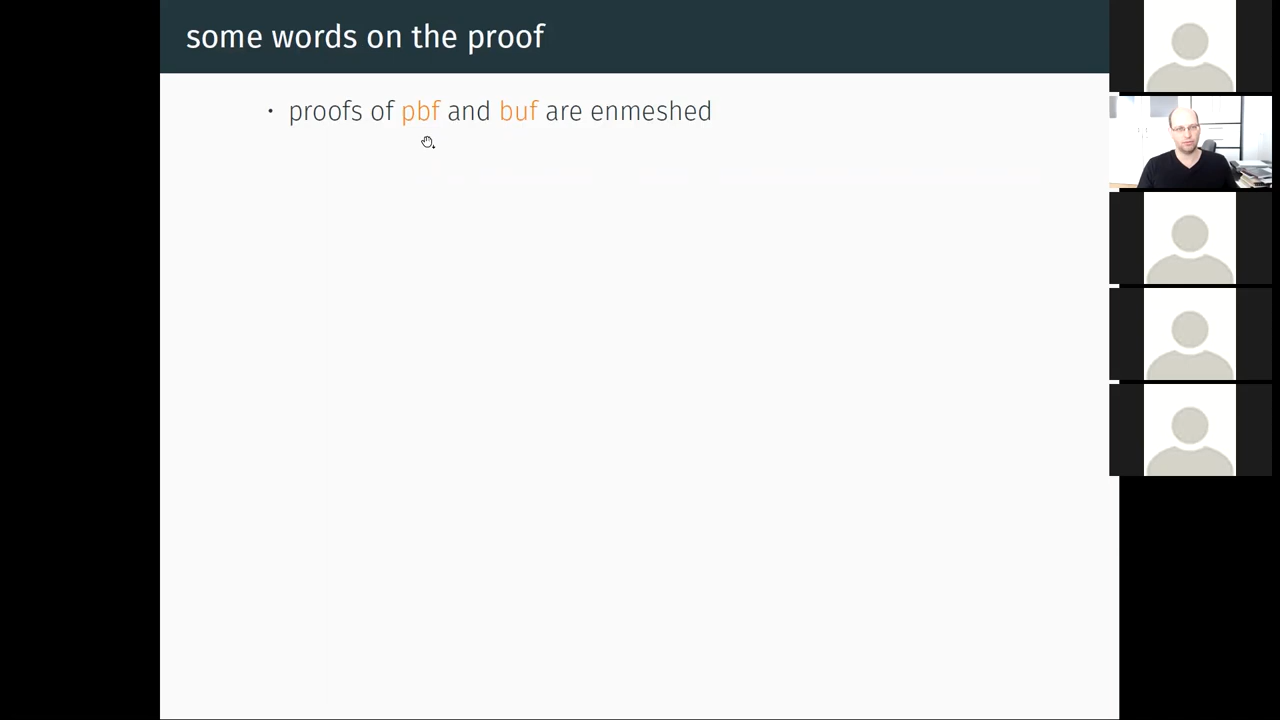 some words on the proof
• proofs of pbf and buf are enmeshed